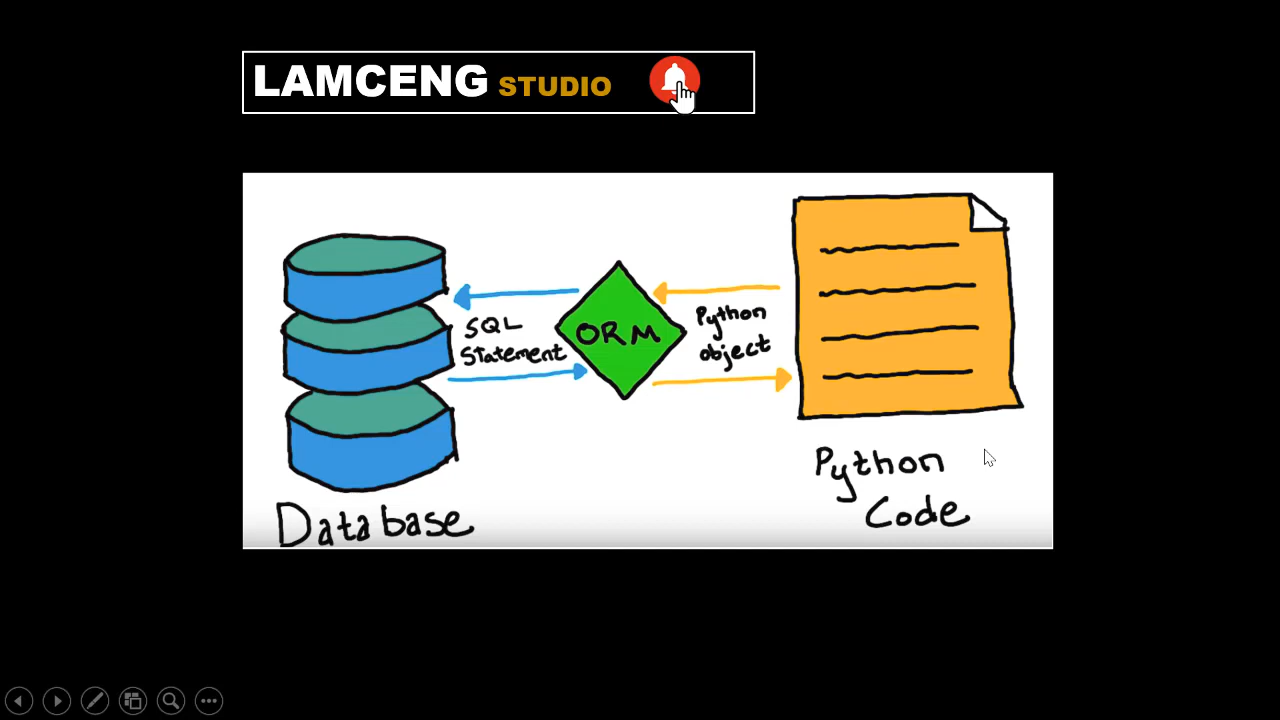 LAMCENG STUDIO
SQL
Statement
ORM
Python
object
Database
Python
Code